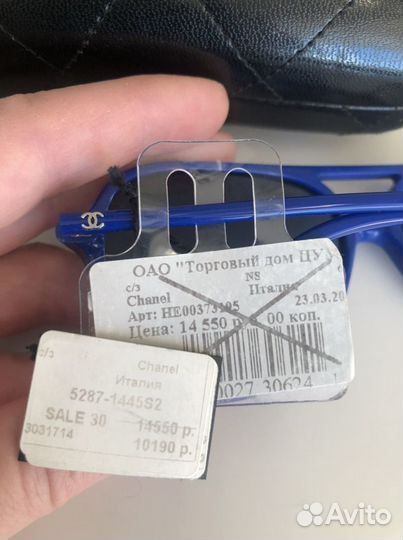 ОАО "Торговый дом ЦУ
с/з NS
Chanel Италия
Арт: HE00373195 23.03.20
Цена: 14 550 р 00 коп.
0027 30624
с/з Chanel
Италия
5287-1445S2
SALE 30 14550 р.
3031714 10190 р.
Avito